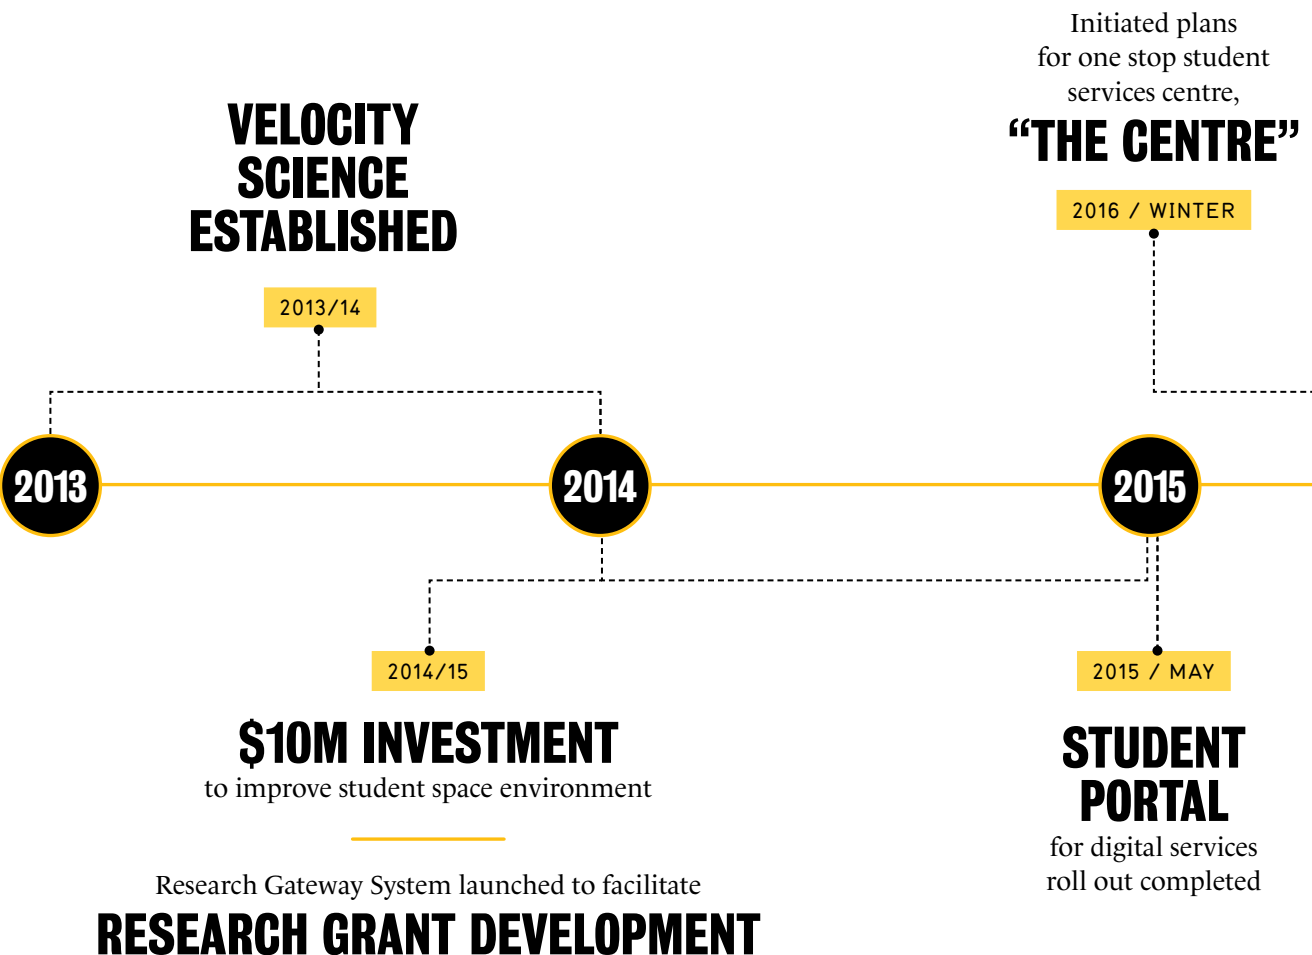 VELOCITY
SCIENCE
ESTABLISHED
2013/14
Initiated plans
for one stop student
services centre,
“THE CENTRE”
2016 / WINTER
2013
2014
2015
2014/15
$10M INVESTMENT
to improve student space environment
Research Gateway System launched to facilitate
RESEARCH GRANT DEVELOPMENT
2015 / MAY
STUDENT
PORTAL
for digital services
roll out completed